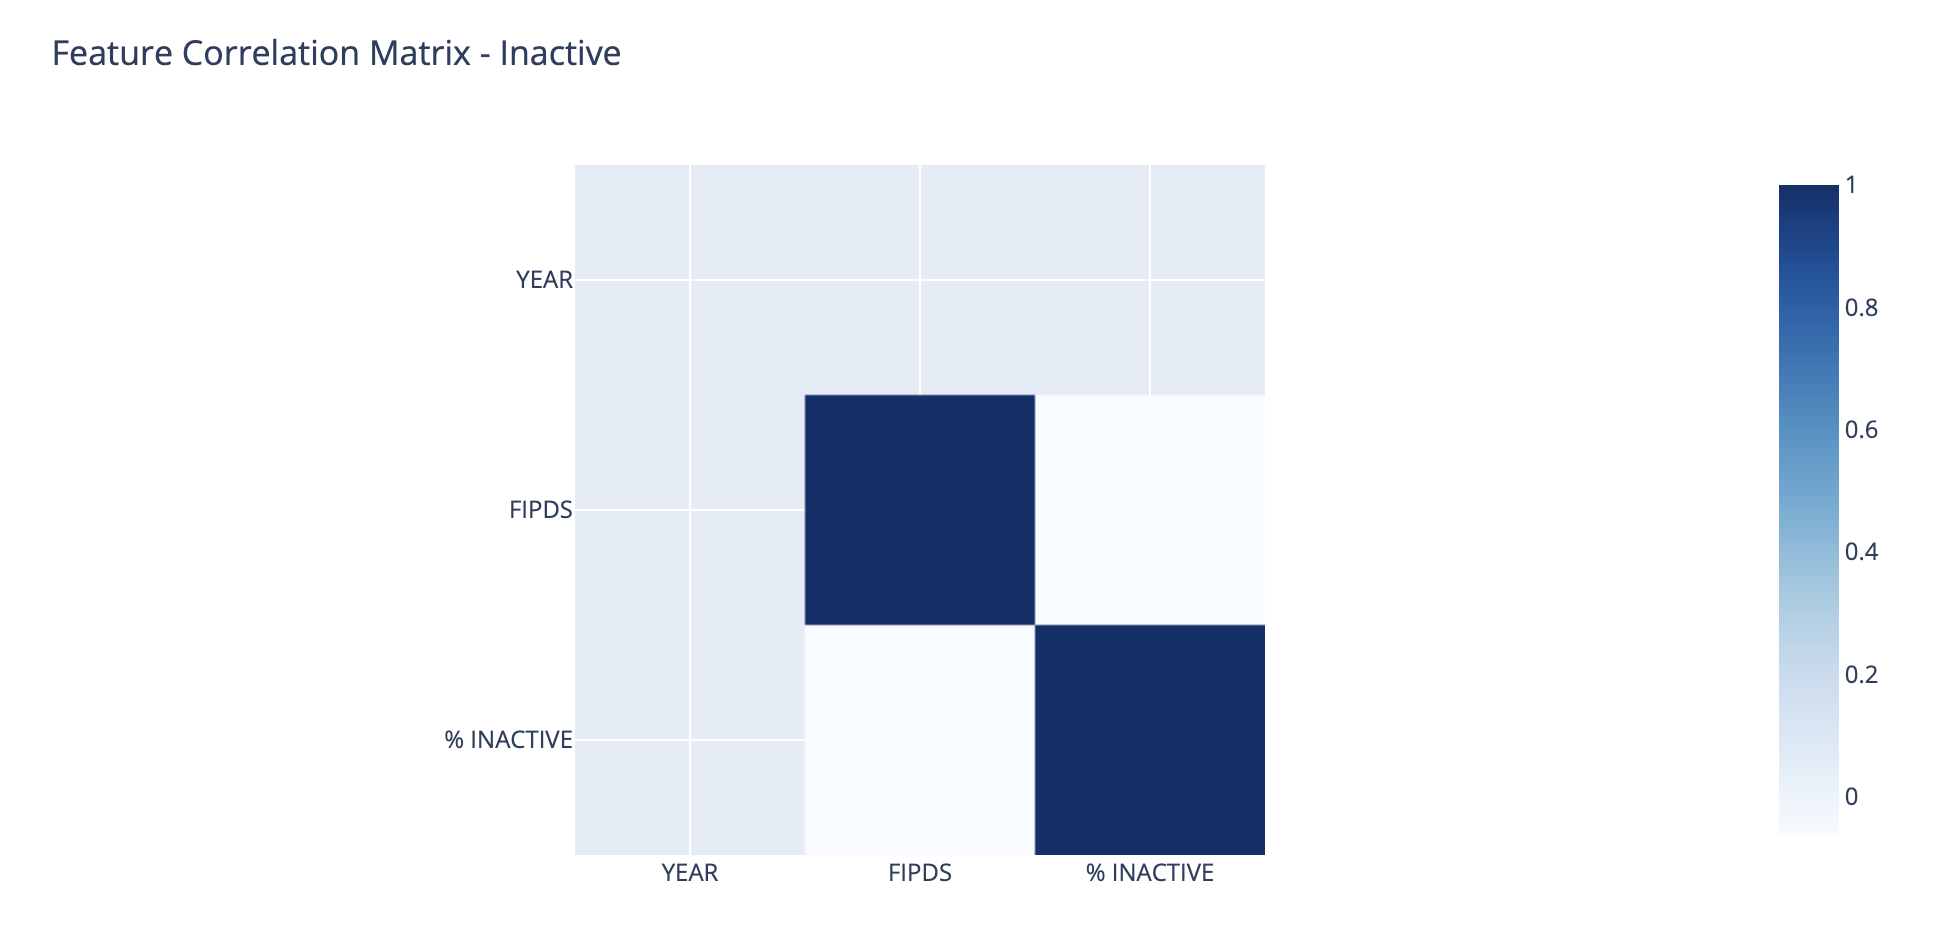 Feature Correlation Matrix - Inactive
YEAR
FIPDS
% INACTIVE
YEAR
FIPDS
% INACTIVE
1
0.8
0.6
0.4
0.2
0